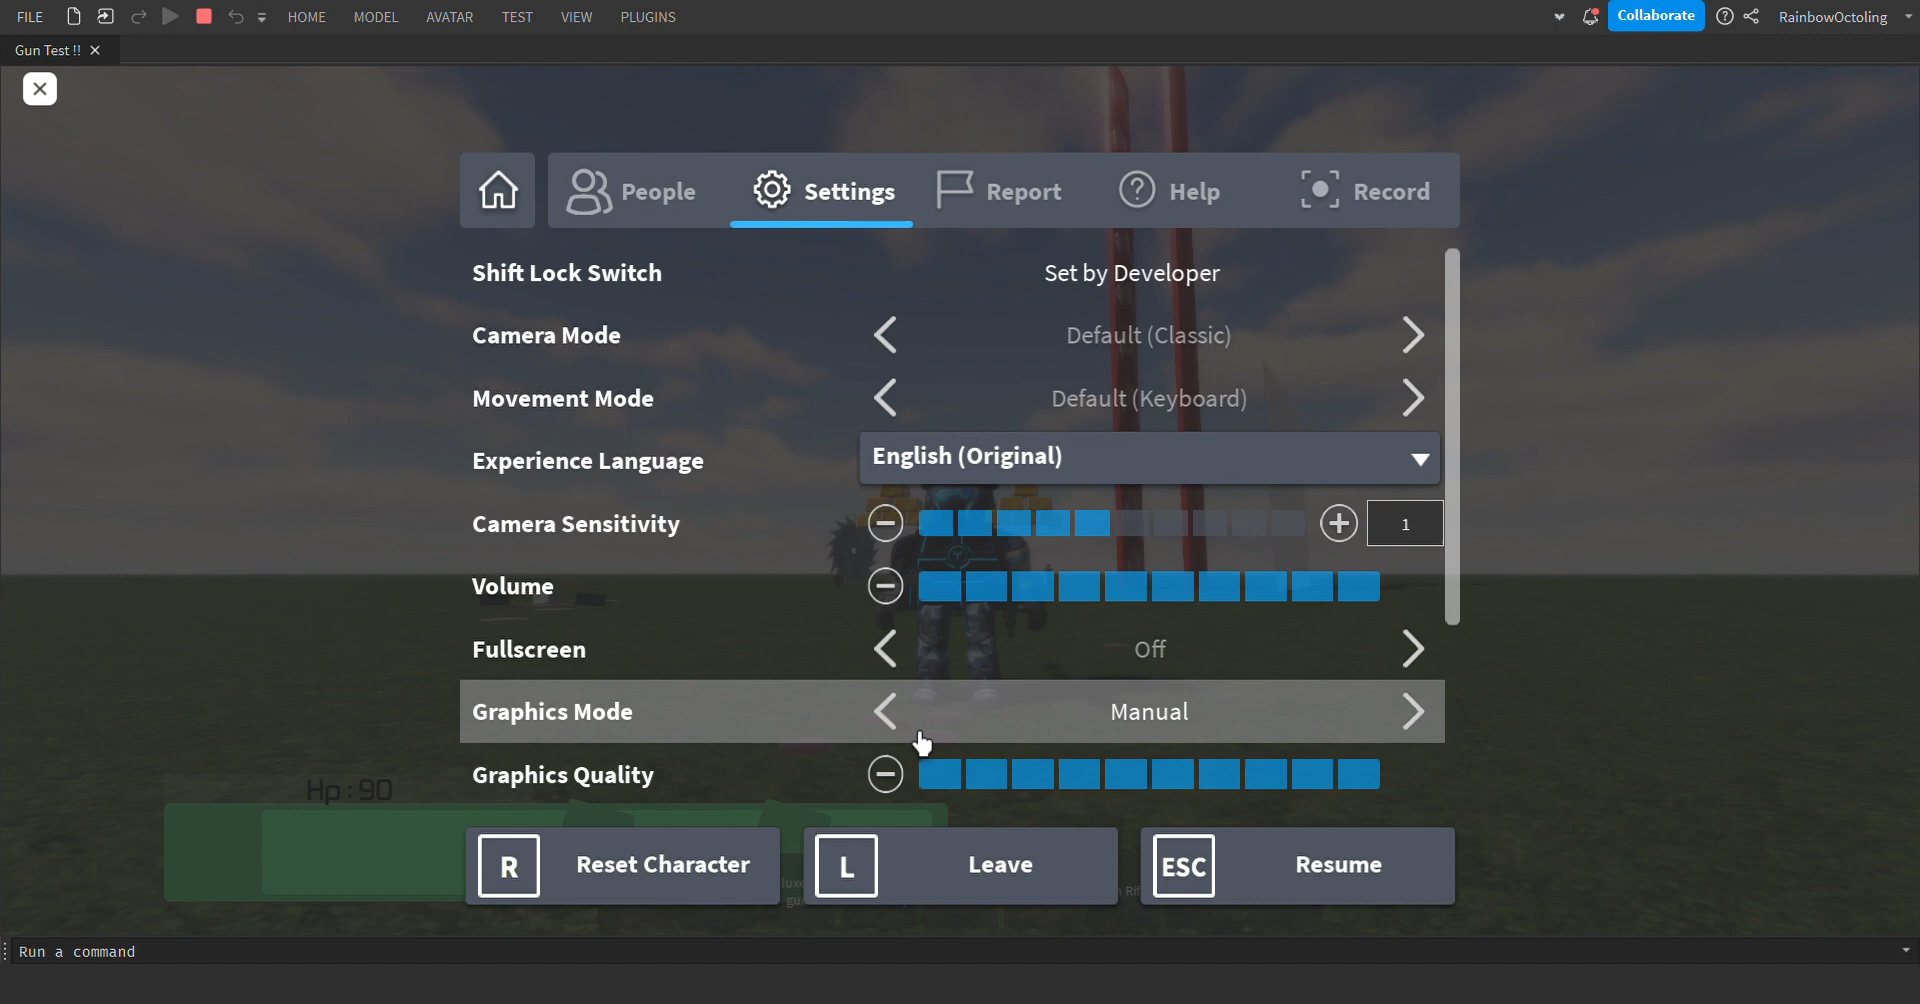 FILE HOME MODEL AVATAR TEST VIEW PLUGINS Collaborate RainbowOctoling
Gun Test !!
People Settings Report Help Record
Shift Lock Switch Set by Developer
Camera Mode Default (Classic)
Movement Mode Default (Keyboard)
Experience Language English (Original)
Camera Sensitivity 1
Volume
Fullscreen Off
Graphics Mode Manual
Graphics Quality
Hp : 90
R Reset Character L Leave ESC Resume
Run a command